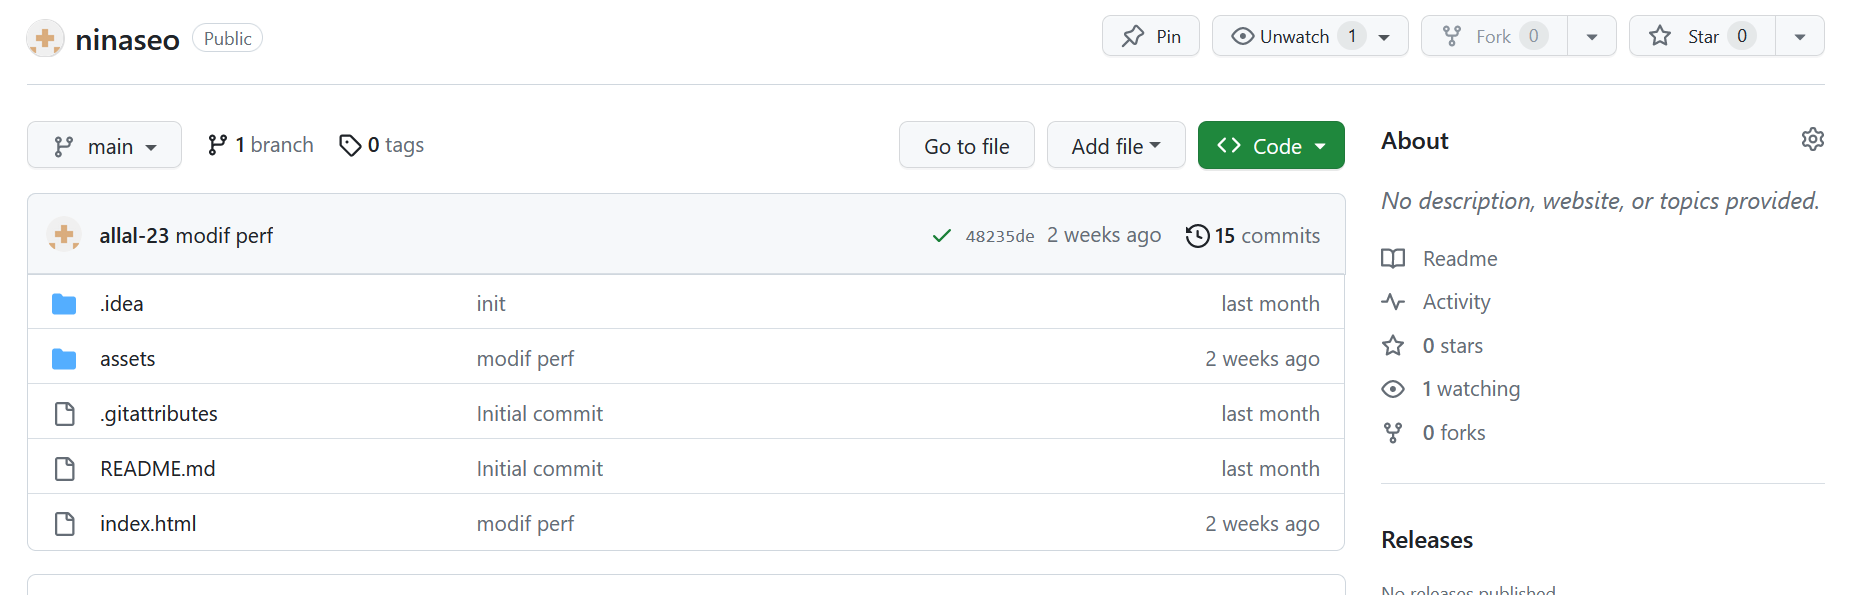 ninaseo Public Pin Unwatch 1 Fork 0 Star 0
main 1 branch 0 tags Go to file Add file Code
allal-23 modif perf 48235de 2 weeks ago 15 commits
.idea init last month
assets modif perf 2 weeks ago
.gitattributes Initial commit last month
README.md Initial commit last month
index.html modif perf 2 weeks ago
About
No description, website, or topics provided.
Readme
Activity
0 stars
1 watching
0 forks
Releases
No releases published